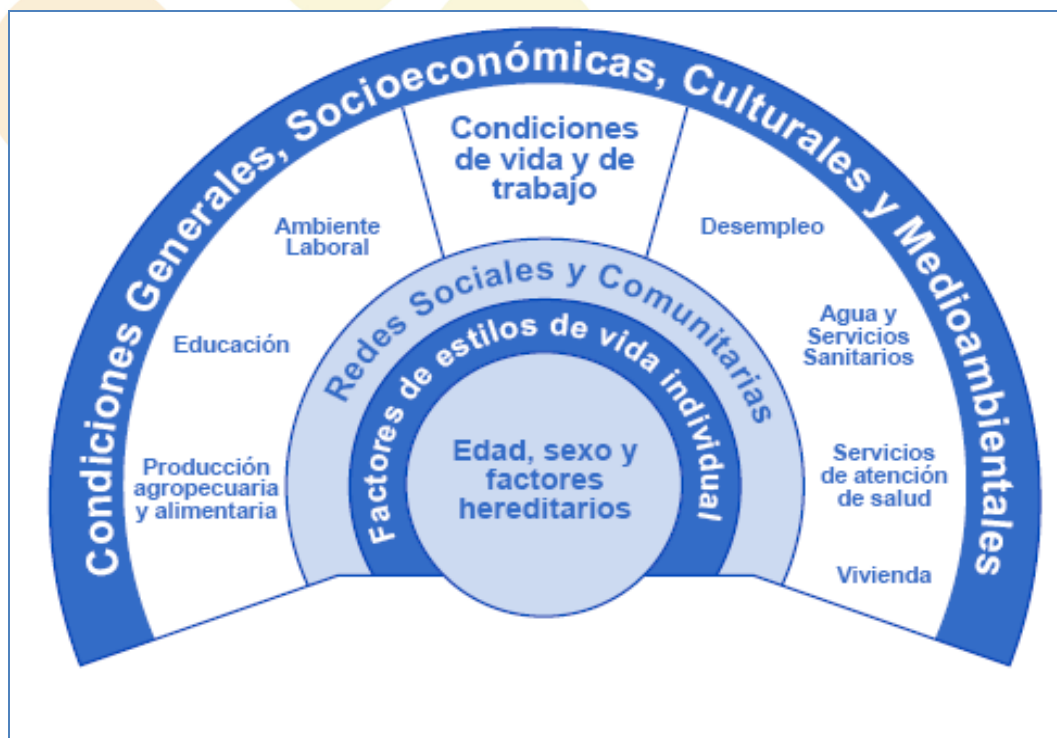 Condiciones Generales, Socioeconómicas, Culturales y Medioambientales
Condiciones
de vida y de
trabajo
Ambiente
Laboral
Desempleo
Educación
Agua y
Servicios
Sanitarios
Producción
agropecuaria
y alimentaria
Servicios
de atención
de salud
Vivienda
Redes Sociales y Comunitarias
Factores de estilos de vida individual
Edad, sexo y
factores
hereditarios